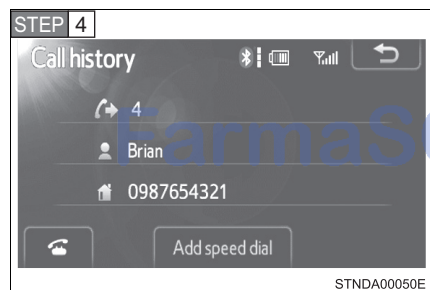 STEP 4
Call history
4
Brian
0987654321
Add speed dial
STNDA00050E